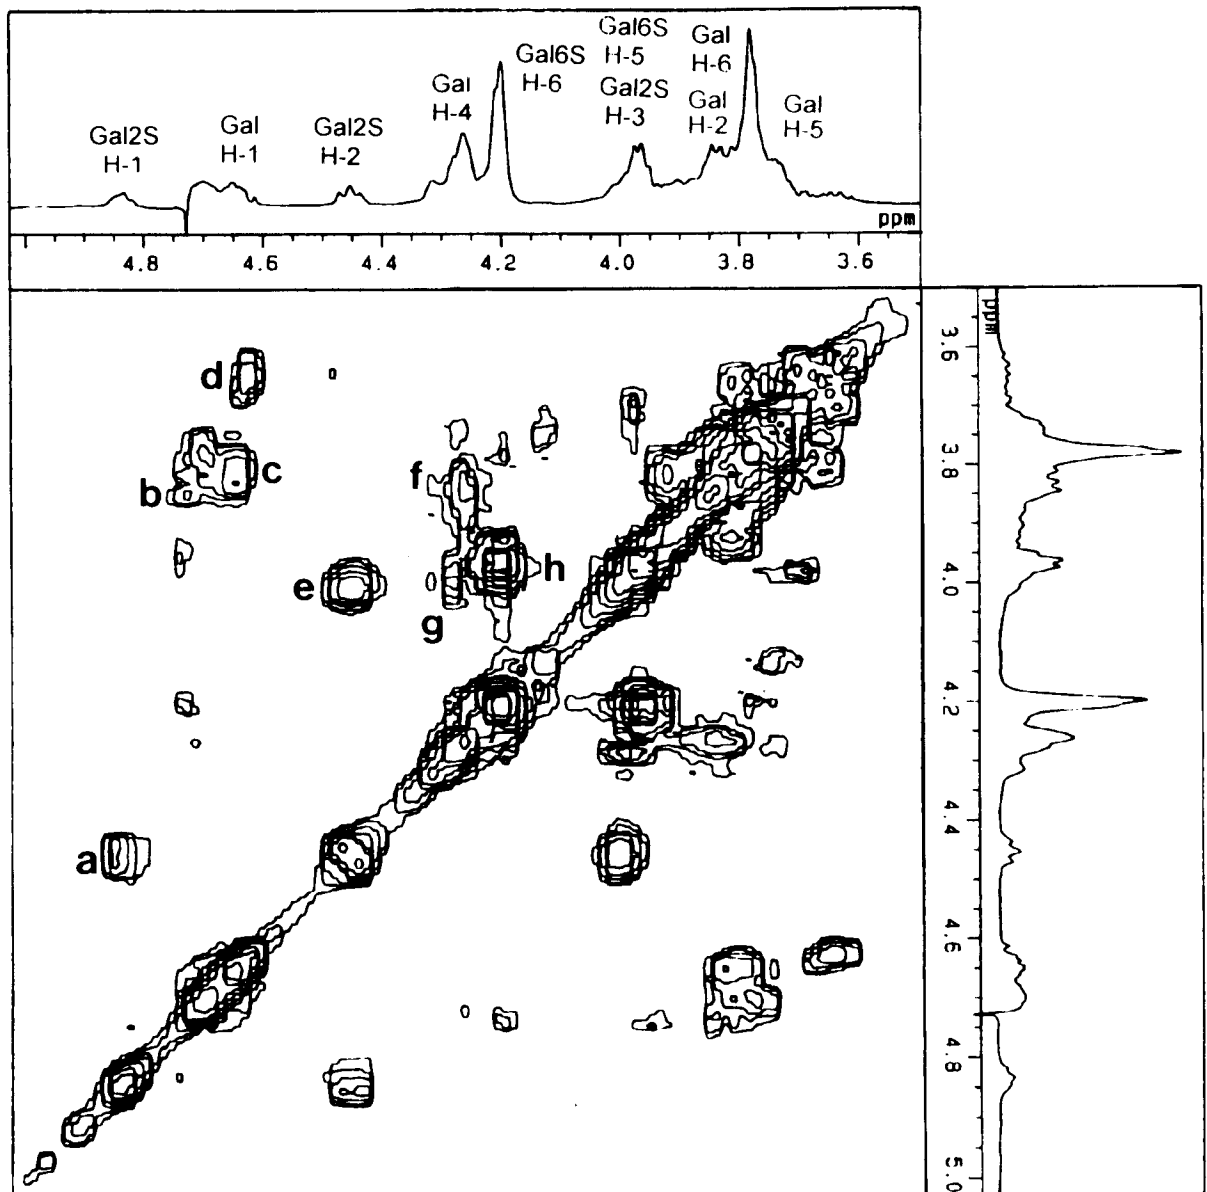 Gal6S Gal
H-5 H-6
Gal6S
H-6
Gal
H-4
Gal2S Gal
H-3 H-2
Gal
H-5
Gal2S
H-1
Gal
H-1
Gal2S
H-2
ppm
4.8 4.6 4.4 4.2 4.0 3.8 3.6
ppm
3.6
3.8
4.0
4.2
4.4
4.6
4.8
5.0
d
b c
f
e
g h
a